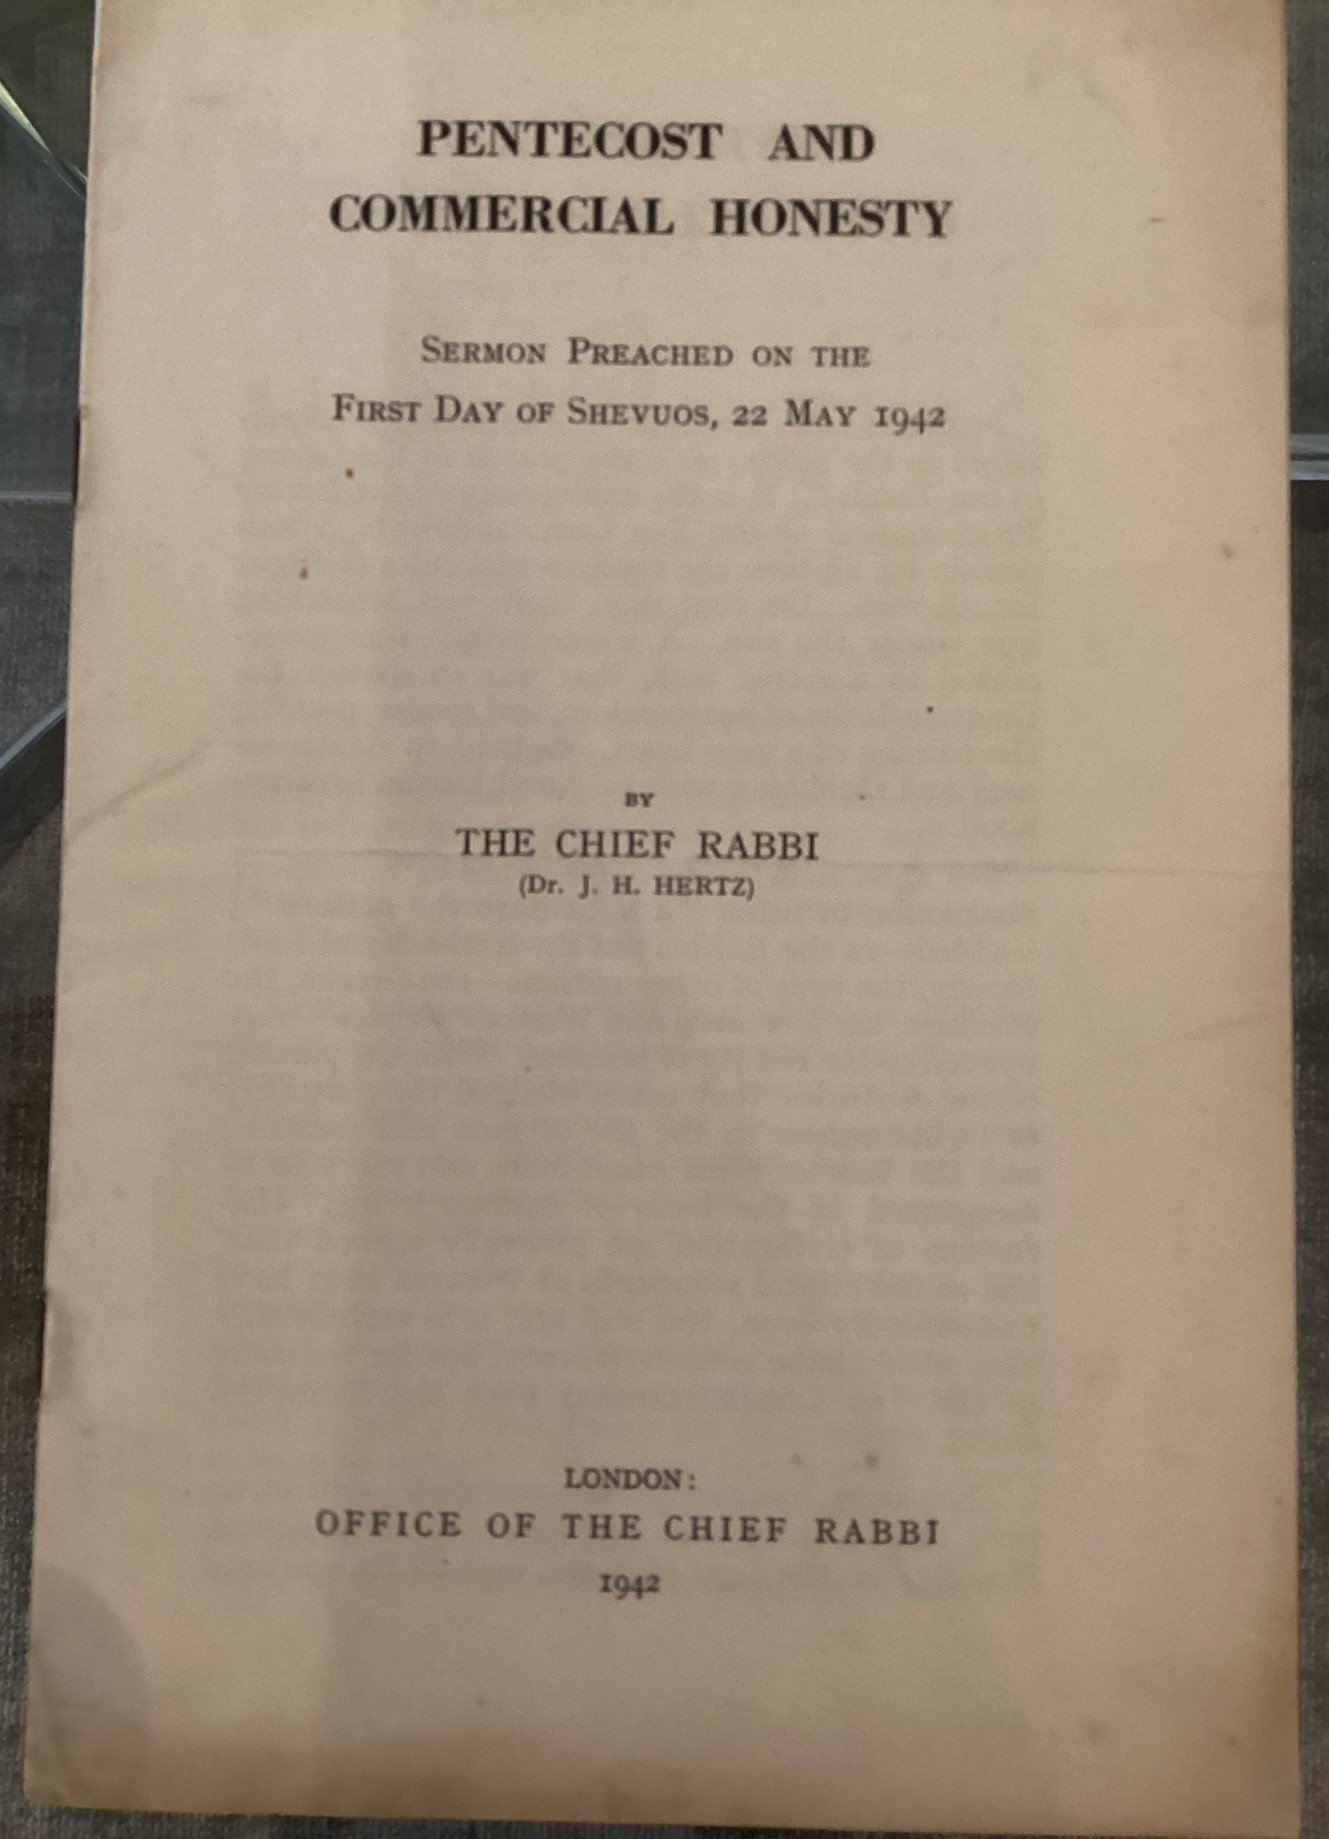 PENTECOST AND
COMMERCIAL HONESTY
SERMON PREACHED ON THE
FIRST DAY OF SHEVUOS, 22 MAY 1942
BY
THE CHIEF RABBI
(Dr. J. H. HERTZ)
LONDON:
OFFICE OF THE CHIEF RABBI
1942